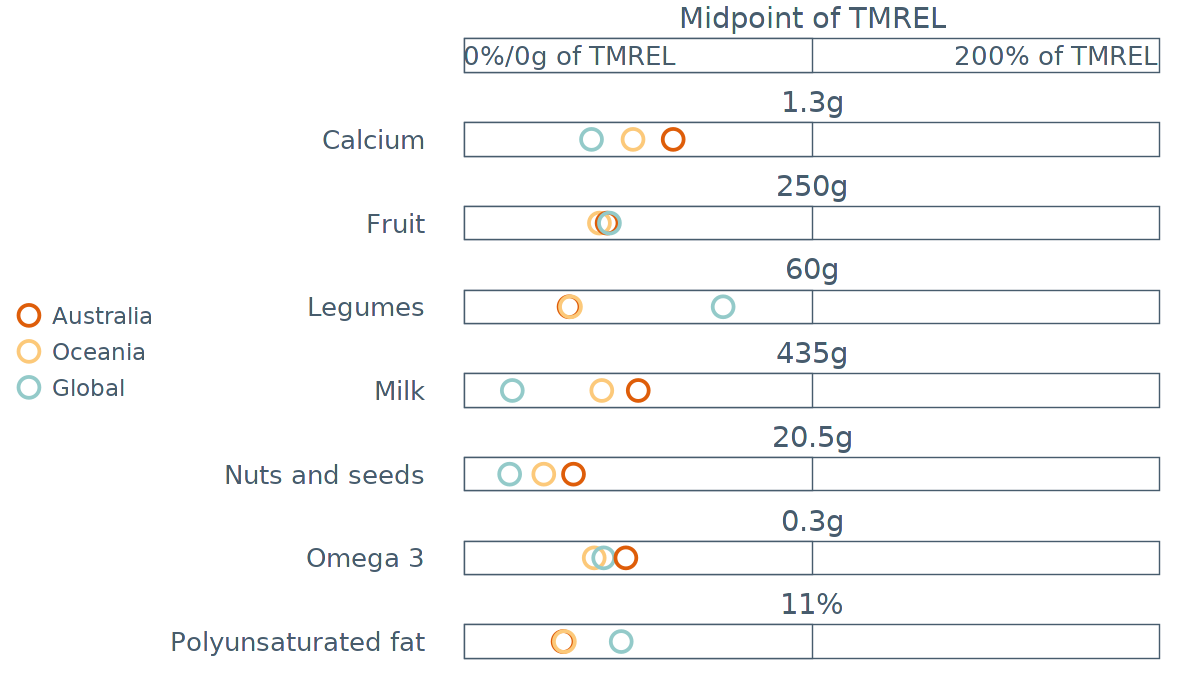 Midpoint of TMREL
0%/0g of TMREL 200% of TMREL
1.3g
Calcium
250g
Fruit
60g
Legumes
Australia
Oceania
Global
435g
Milk
20.5g
Nuts and seeds
0.3g
Omega 3
11%
Polyunsaturated fat